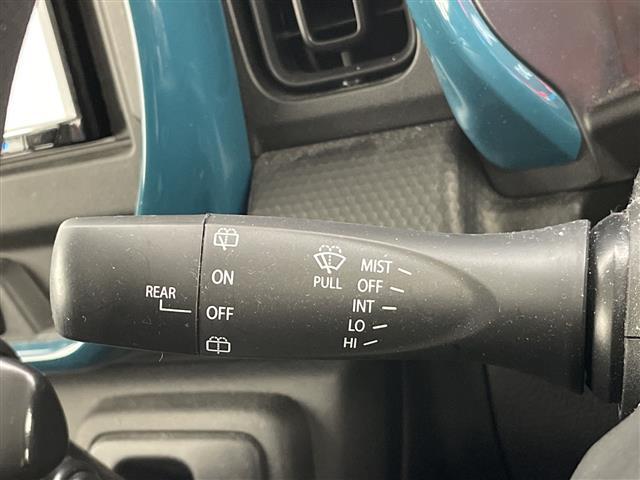 REAR
ON
OFF
PULL
MIST
OFF
INT
LO
HI